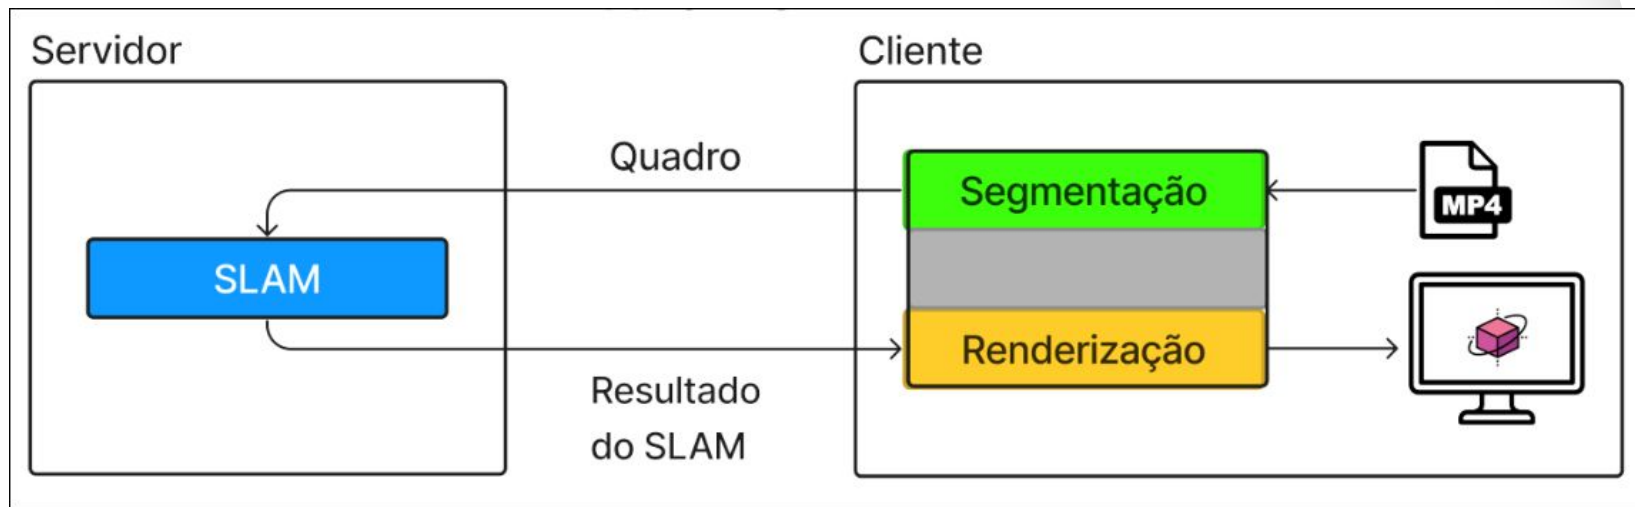 Servidor
Cliente
Quadro
Segmentação
MP4
SLAM
Renderização
Resultado
do SLAM